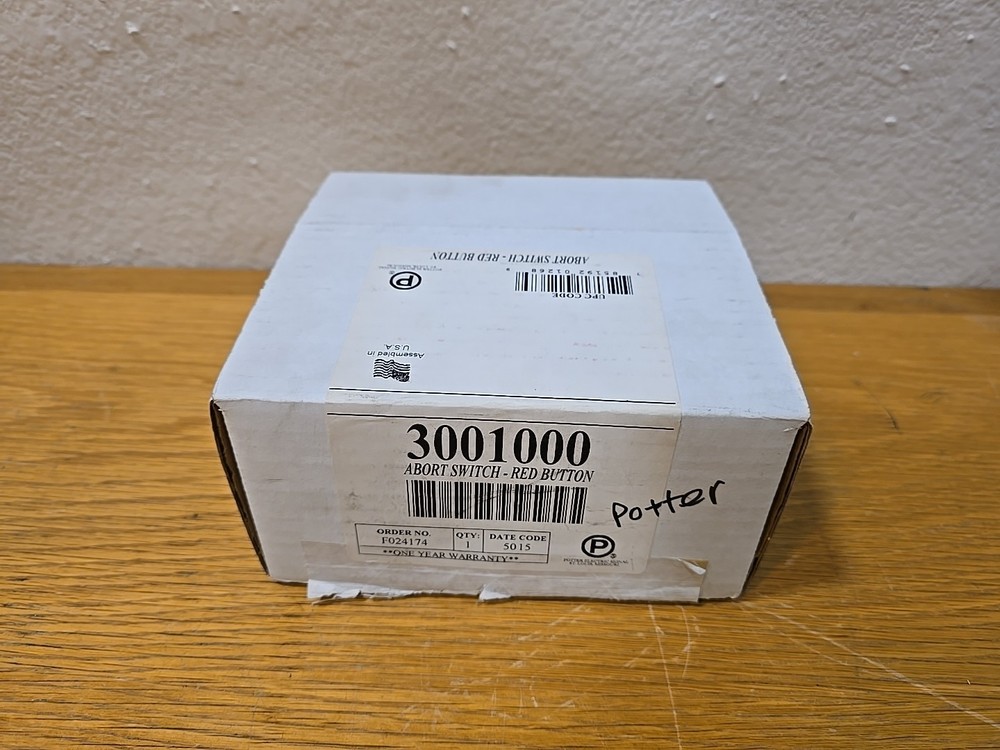 ABORT SWITCH - RED BUTTON
UPC CODE
P
Assembled in
U.S.A.
3001000
ABORT SWITCH - RED BUTTON
Potter
ORDER NO.
F024174
QTY:
1
DATE CODE
5015
**ONE YEAR WARRANTY**
P